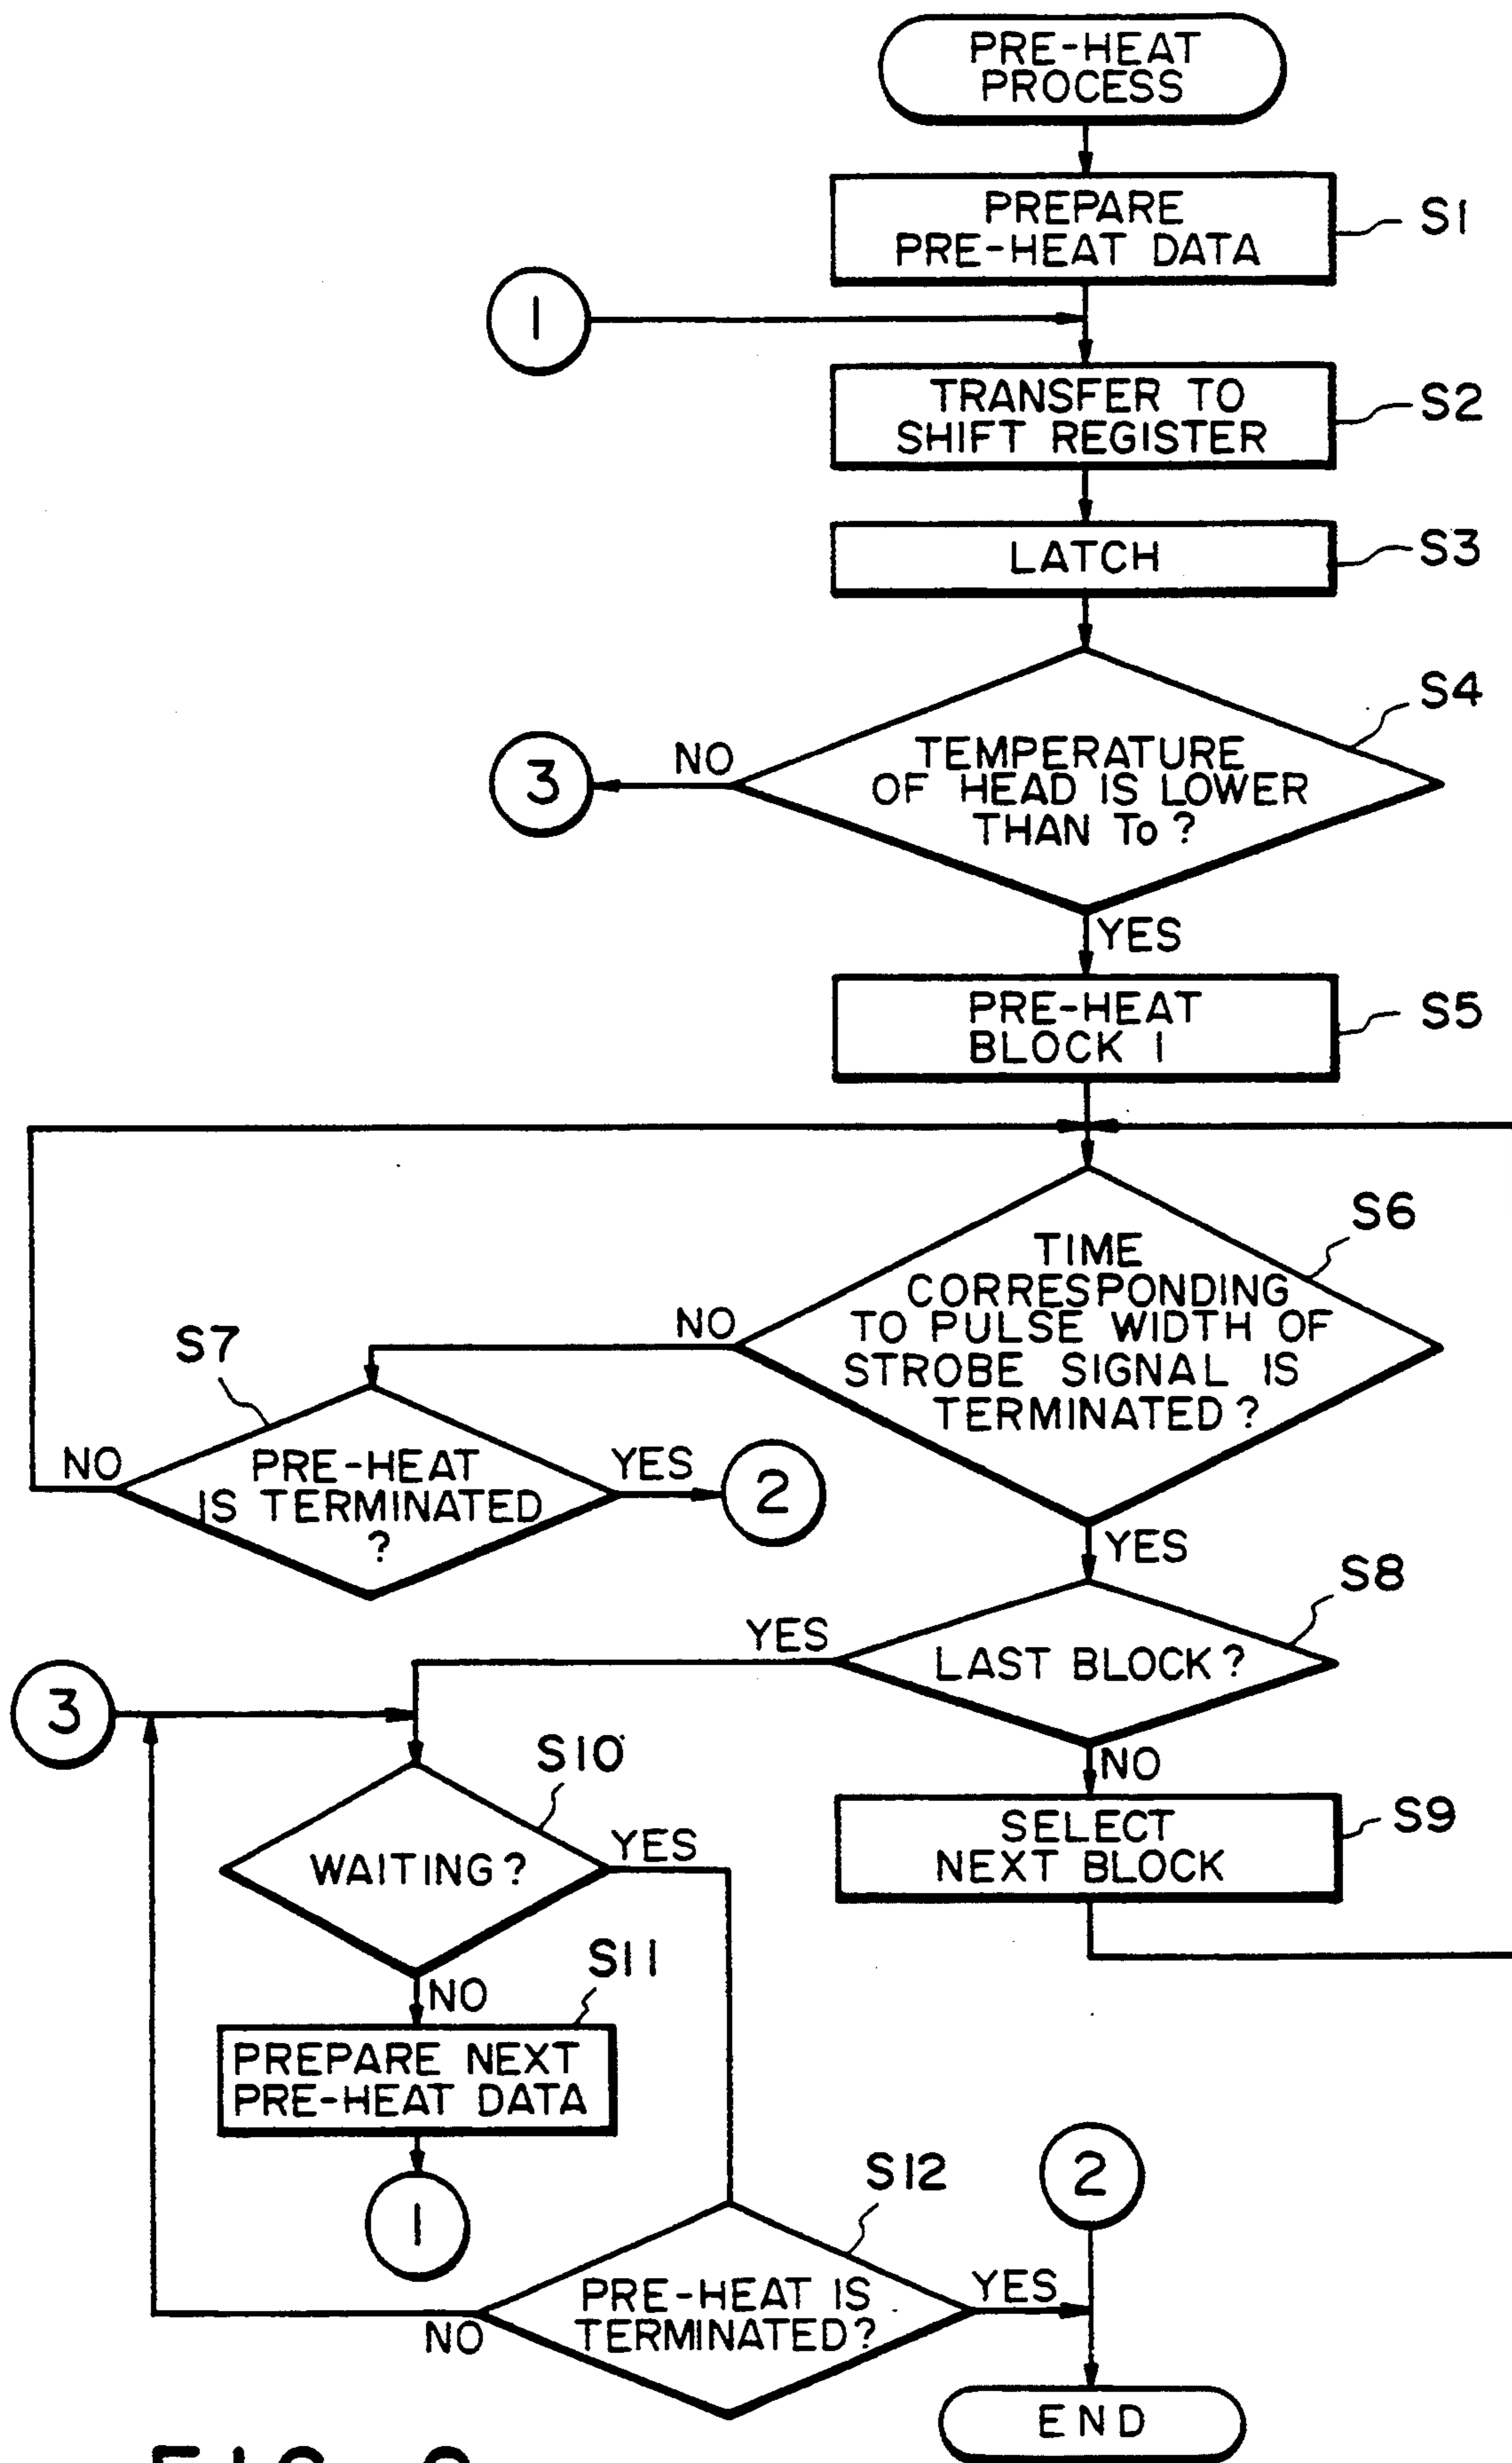 PRE-HEAT
PROCESS
PREPARE
PRE-HEAT DATA
S1
1
TRANSFER TO
SHIFT REGISTER
S2
LATCH
S3
S4
TEMPERATURE
OF HEAD IS LOWER
THAN To ?
NO
3
YES
PRE-HEAT
BLOCK 1
S5
S6
TIME
CORRESPONDING
TO PULSE WIDTH OF
STROBE SIGNAL IS
TERMINATED ?
NO
S7
PRE-HEAT
IS TERMINATED
?
NO
YES
2
YES
S8
LAST BLOCK ?
YES
3
NO
S10
WAITING ?
YES
SELECT
NEXT BLOCK
S9
NO
S11
PREPARE NEXT
PRE-HEAT DATA
1
S12
2
PRE-HEAT IS
TERMINATED ?
YES
NO
END